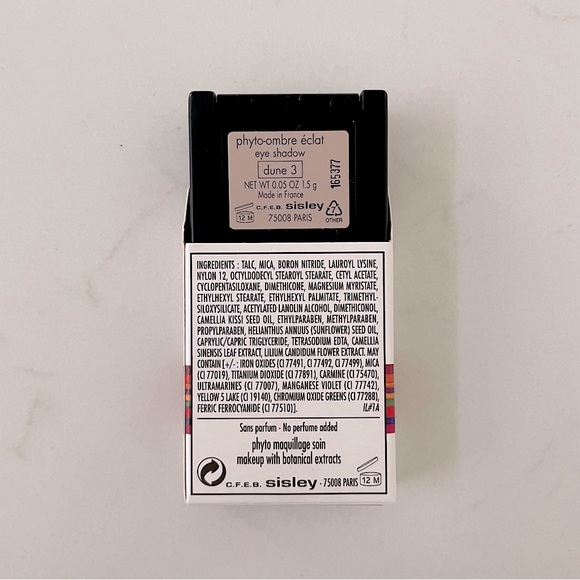 phyto-ombre éclat
eye shadow
dune 3
NET WT 0.05 OZ 1.5 g
Made in France
12 M
C.F.E.B. sisley
75008 PARIS
7
OTHER
165377
INGREDIENTS : TALC, MICA, BORON NITRIDE, LAUROYL LYSINE,
NYLON 12, OCTYLDODECYL STEAROYL STEARATE, CETYL ACETATE,
CYCLOPENTASILOXANE, DIMETHICONE, MAGNESIUM MYRISTATE,
ETHYLHEXYL STEARATE, ETHYLHEXYL PALMITATE, TRIMETHYL-
SILOXYSILICATE, ACETYLATED LANOLIN ALCOHOL, DIMETHICONOL,
CAMELLIA KISSI SEED OIL, ETHYLPARABEN, METHYLPARABEN,
PROPYLPARABEN, HELIANTHUS ANNUUS (SUNFLOWER) SEED OIL,
CAPRYLIC/CAPRIC TRIGLYCERIDE, TETRASODIUM EDTA, CAMELLIA
SINENSIS LEAF EXTRACT, LILIUM CANDIDUM FLOWER EXTRACT. MAY
CONTAIN [+/-: IRON OXIDES (CI 77491, CI 77492, CI 77499), MICA
(CI 77019), TITANIUM DIOXIDE (CI 77891), CARMINE (CI 75470),
ULTRAMARINES (CI 77007), MANGANESE VIOLET (CI 77742),
YELLOW 5 LAKE (CI 19140), CHROMIUM OXIDE GREENS (CI 77288),
FERRIC FERROCYANIDE (CI 77510)]. IL#1A
Sans parfum - No perfume added
phyto maquillage soin
makeup with botanical extracts
C.F.E.B. sisley - 75008 PARIS 12 M